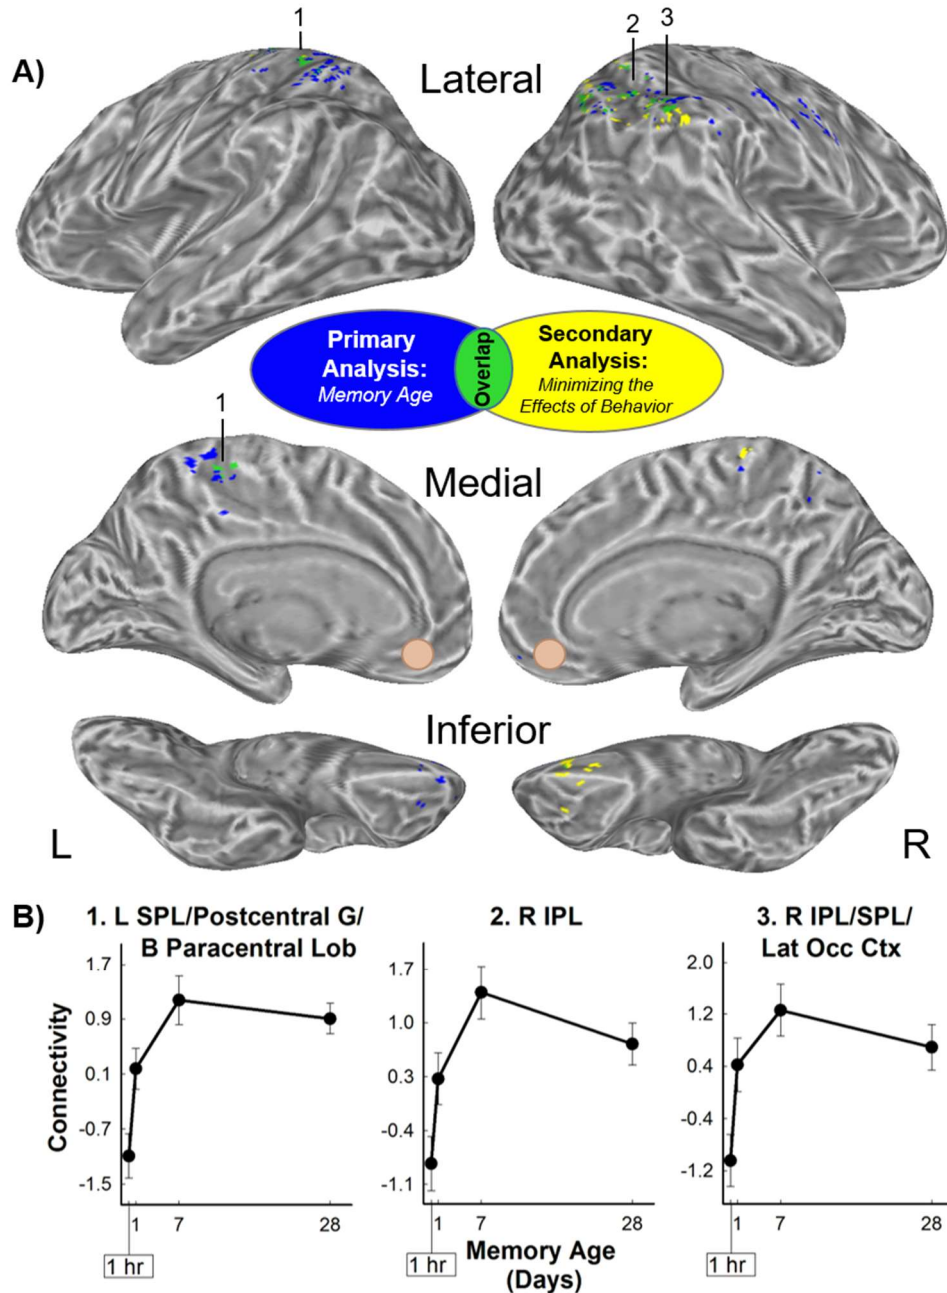 1
2
3
A)
Lateral
Primary
Analysis:
Memory Age
Overlap
Secondary
Analysis:
Minimizing the
Effects of Behavior
1
Medial
Inferior
L
R
B)
1. L SPL/Postcentral G/
B Paracentral Lob
2. R IPL
3. R IPL/SPL/
Lat Occ Ctx
Connectivity
1.7
0.9
0.1
-0.7
-1.5
1
7
28
1 hr
1.7
1.0
0.3
-0.4
-1.1
1
7
28
1 hr
2.0
1.2
0.4
-0.4
-1.2
1
7
28
1 hr
Memory Age
(Days)